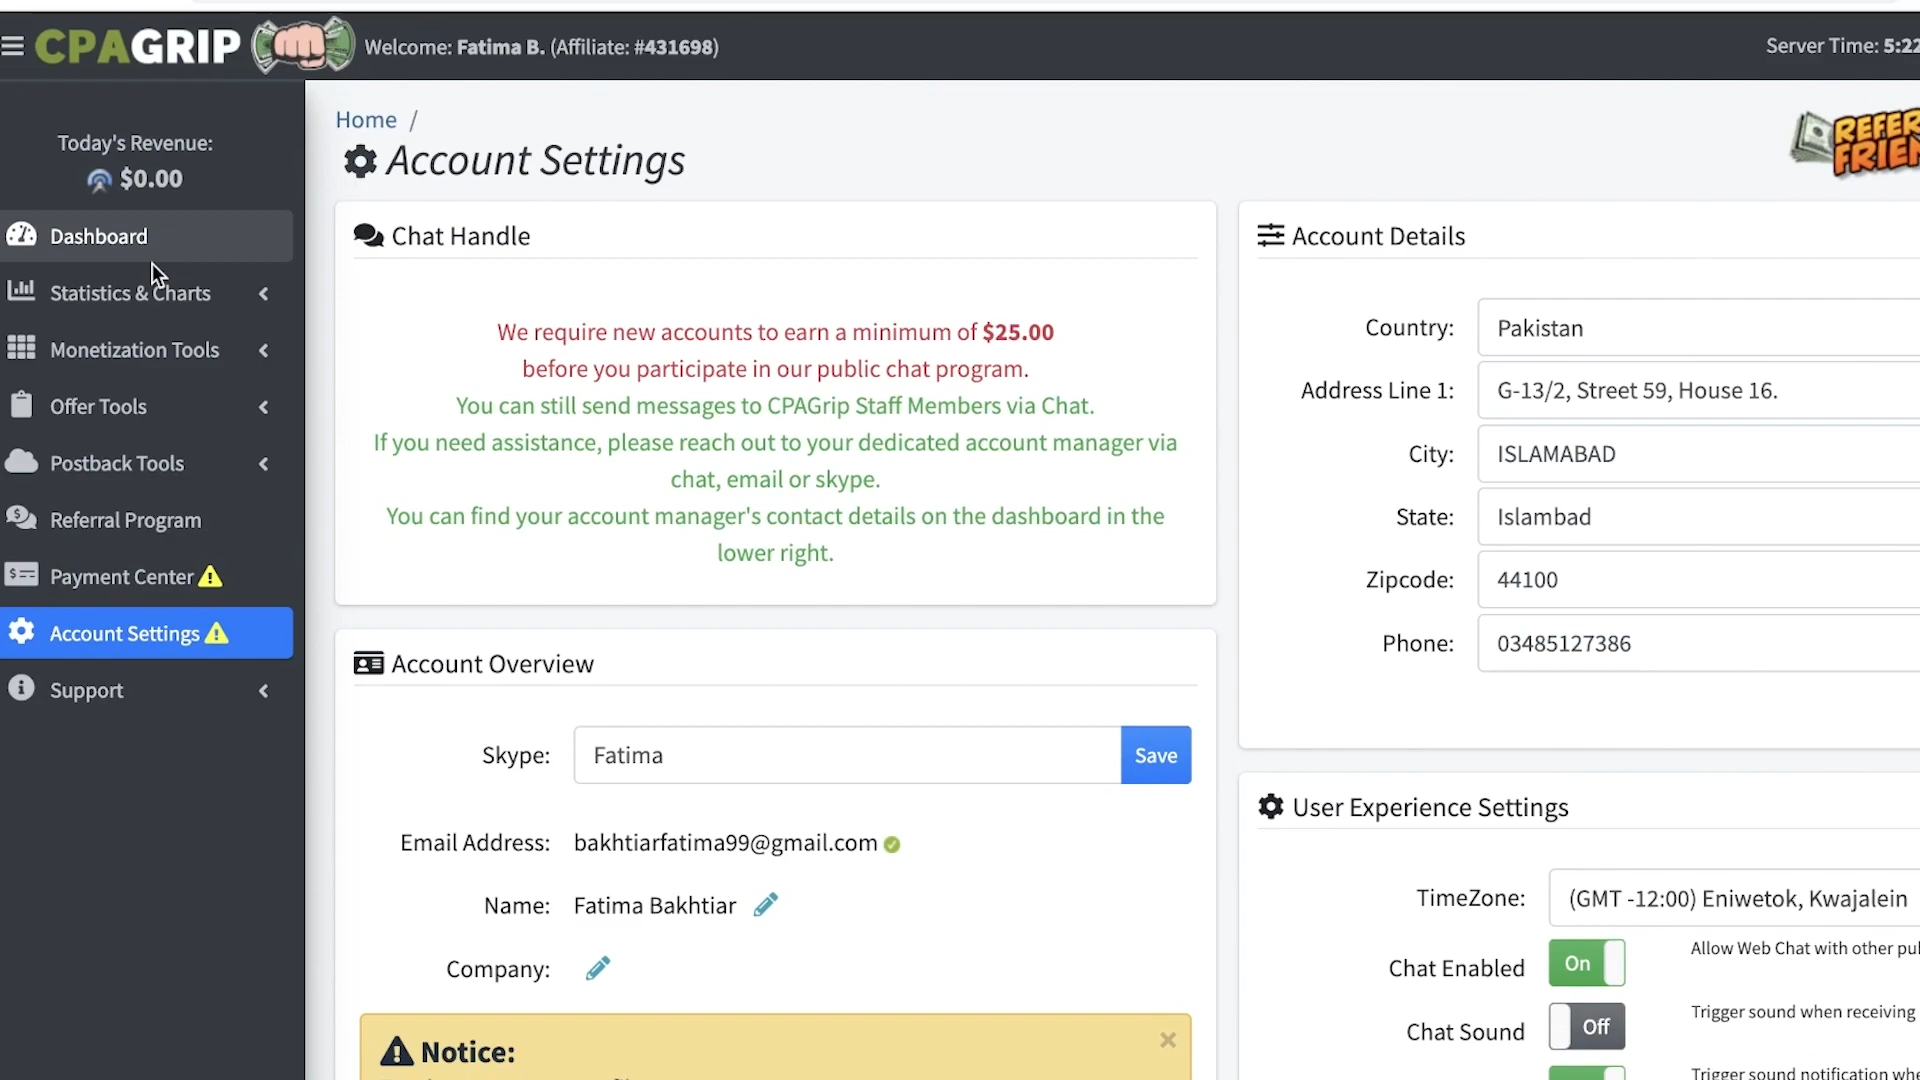 CPAGRIP Welcome: Fatima B. (Affiliate: #431698) Server Time: 5:22
Today's Revenue:
$0.00
Dashboard
Statistics & Charts
Monetization Tools
Offer Tools
Postback Tools
Referral Program
Payment Center
Account Settings
Support
Home /
Account Settings
REFER
FRIEN
Chat Handle
We require new accounts to earn a minimum of $25.00
before you participate in our public chat program.
You can still send messages to CPAGrip Staff Members via Chat.
If you need assistance, please reach out to your dedicated account manager via
chat, email or skype.
You can find your account manager's contact details on the dashboard in the
lower right.
Account Overview
Skype: Fatima Save
Email Address: bakhtiarfatima99@gmail.com
Name: Fatima Bakhtiar
Company:
Notice:
Account Details
Country: Pakistan
Address Line 1: G-13/2, Street 59, House 16.
City: ISLAMABAD
State: Islambad
Zipcode: 44100
Phone: 03485127386
User Experience Settings
TimeZone: (GMT -12:00) Eniwetok, Kwajalein
Chat Enabled On Allow Web Chat with other pu
Chat Sound Off Trigger sound when receiving
Trigger sound notification whe